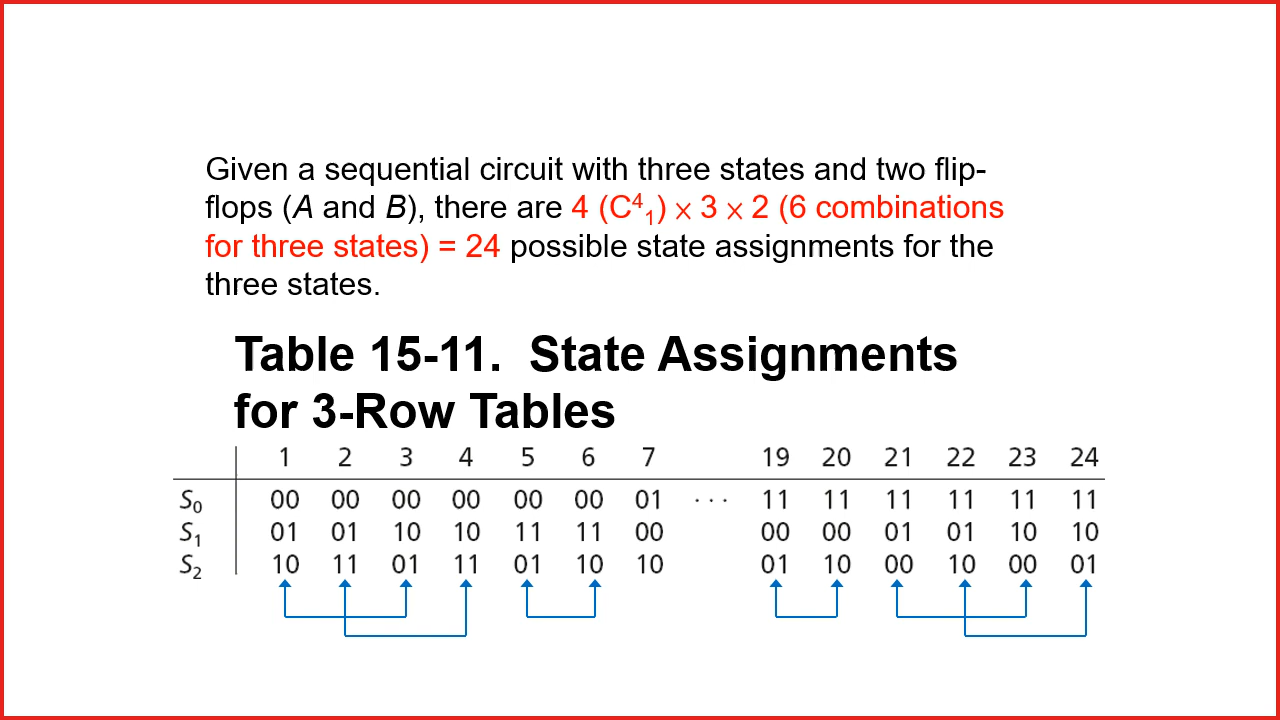 Given a sequential circuit with three states and two flip-
flops (A and B), there are 4 (C⁴₁) × 3 × 2 (6 combinations
for three states) = 24 possible state assignments for the
three states.
Table 15-11. State Assignments
for 3-Row Tables
1 2 3 4 5 6 7 19 20 21 22 23 24
S₀ 00 00 00 00 00 00 01 · · · 11 11 11 11 11 11
S₁ 01 01 10 10 11 11 00 00 00 01 01 10 10
S₂ 10 11 01 11 01 10 10 01 10 00 10 00 01